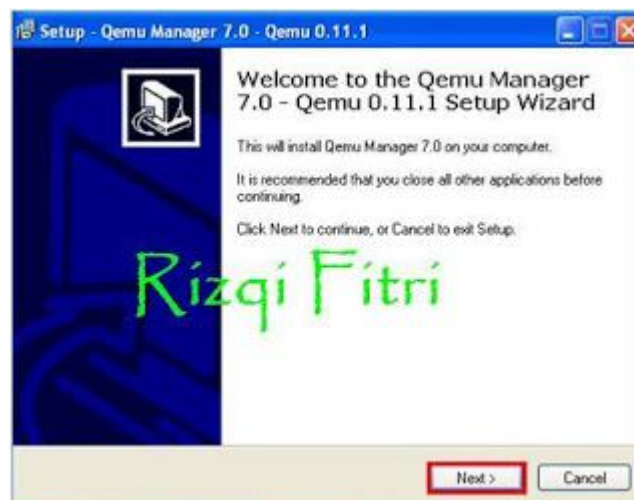 Setup - Qemu Manager 7.0 - Qemu 0.11.1
Welcome to the Qemu Manager
7.0 - Qemu 0.11.1 Setup Wizard
This will install Qemu Manager 7.0 on your computer.
It is recommended that you close all other applications before
continuing.
Click Next to continue, or Cancel to exit Setup.
Rizqi Fitri
Next >
Cancel